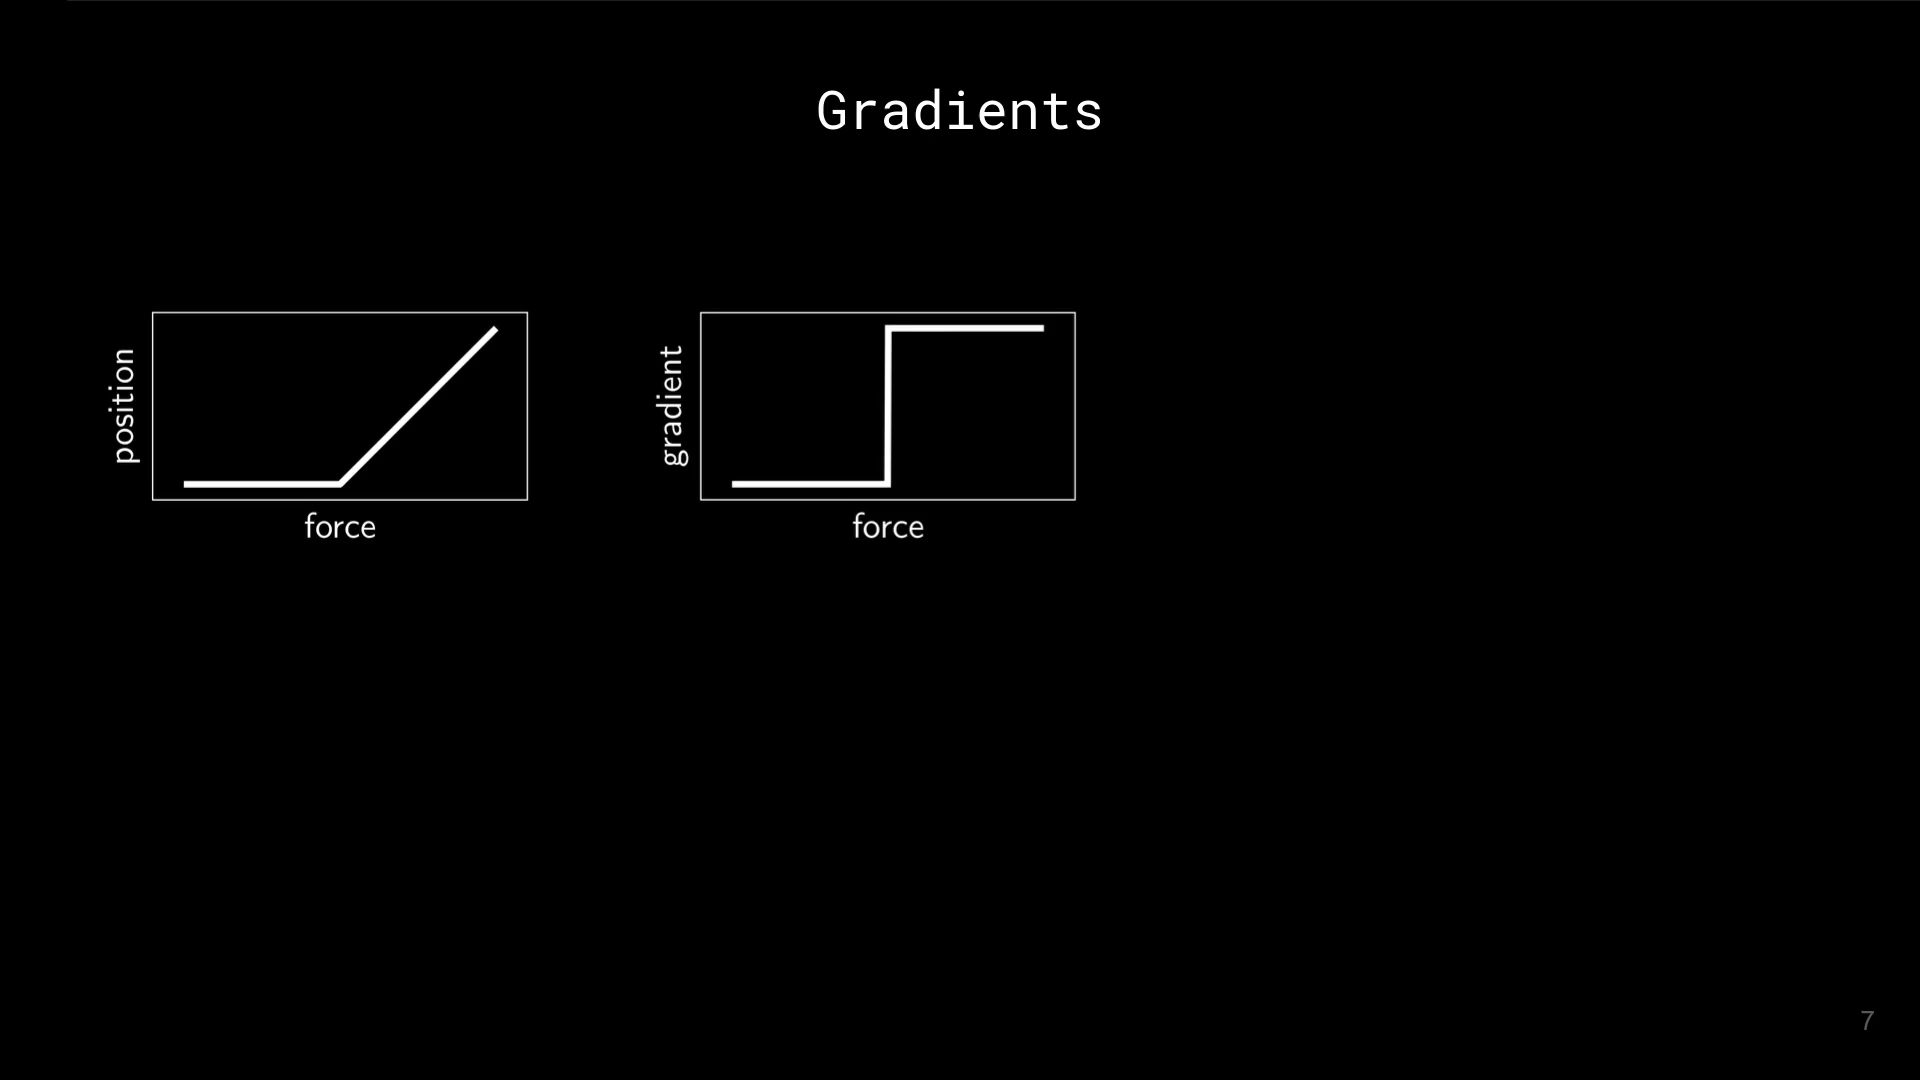 Gradients
position
force
gradient
force
7